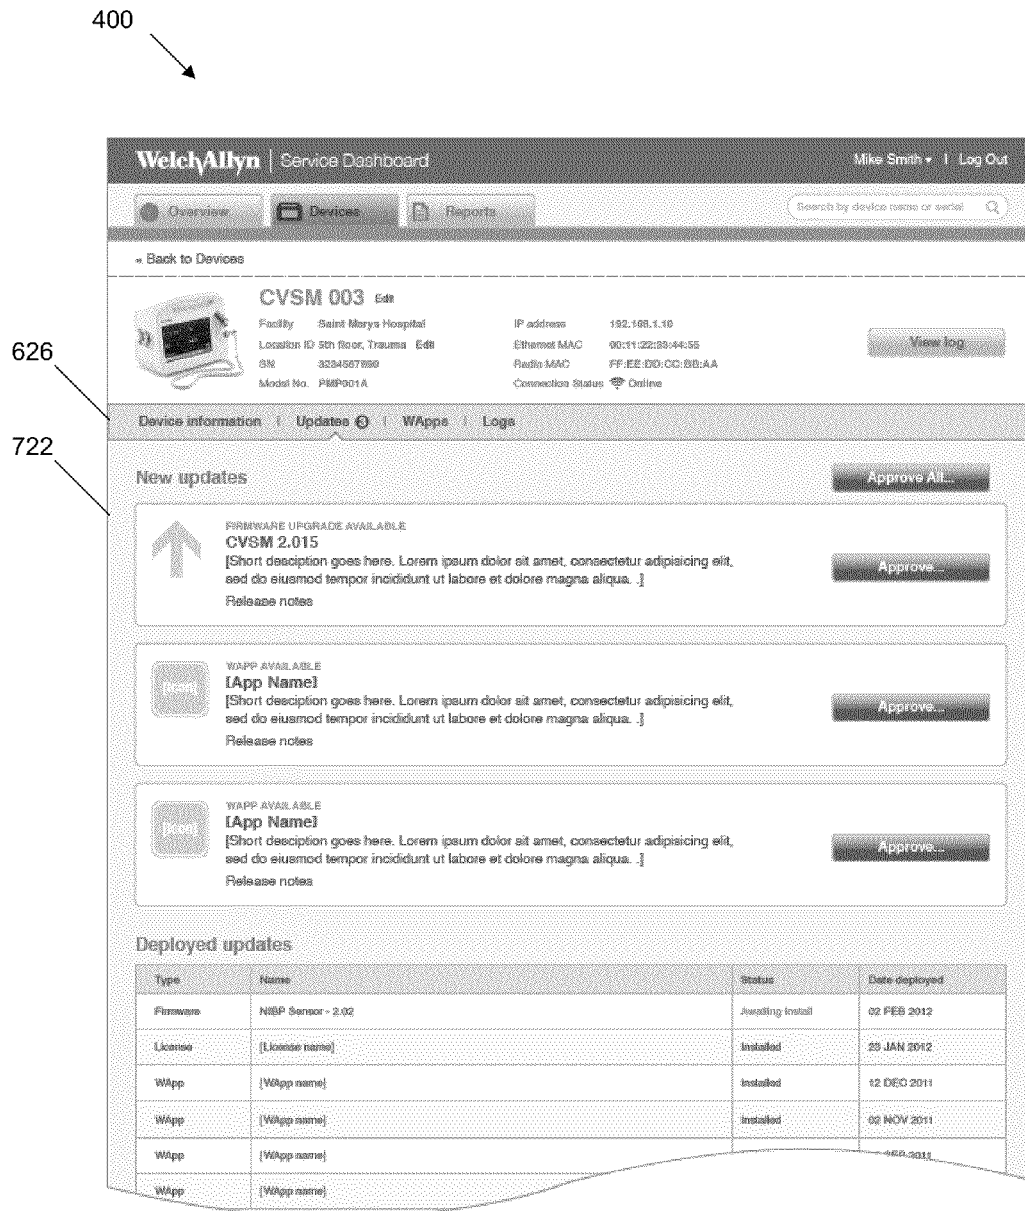 400
WelchAllyn | Service Dashboard
Mike Smith ▾ | Log Out
Overview
Devices
Reports
Search by device name or serial
« Back to Devices
CVSM 003 Edit
Facility Saint Marys Hospital
Location ID 5th floor, Trauma Edit
SN 3234567890
Model No. PMP001A
IP address 192.168.1.10
Ethernet MAC 00:11:22:33:44:55
Radio MAC FF:EE:DD:CC:BB:AA
Connection Status Online
View log
626
Device information | Updates 3 | WApps | Logs
722
New updates
Approve All...
FIRMWARE UPGRADE AVAILABLE
CVSM 2.015
[Short desciption goes here. Lorem ipsum dolor sit amet, consectetur adipisicing elit,
sed do eiusmod tempor incididunt ut labore et dolore magna aliqua. .]
Release notes
Approve...
[icon]
WAPP AVAILABLE
[App Name]
[Short desciption goes here. Lorem ipsum dolor sit amet, consectetur adipisicing elit,
sed do eiusmod tempor incididunt ut labore et dolore magna aliqua. .]
Release notes
Approve...
[icon]
WAPP AVAILABLE
[App Name]
[Short desciption goes here. Lorem ipsum dolor sit amet, consectetur adipisicing elit,
sed do eiusmod tempor incididunt ut labore et dolore magna aliqua. .]
Release notes
Approve...
Deployed updates
Type Name Status Date deployed
Firmware NIBP Sensor - 2.02 Awaiting install 02 FEB 2012
License [License name] Installed 23 JAN 2012
WApp [WApp name] Installed 12 DEC 2011
WApp [WApp name] Installed 02 NOV 2011
WApp [WApp name] 2011
WApp [WApp name]